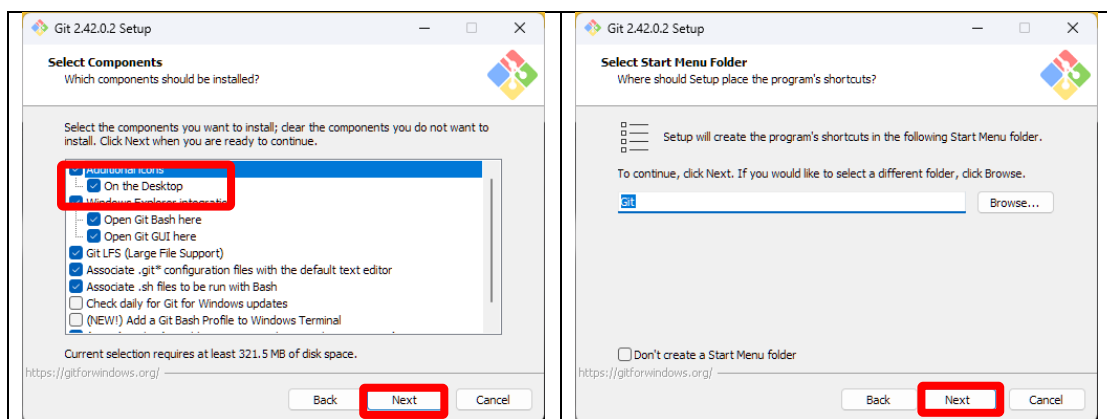 Git 2.42.0.2 Setup
Select Components
Which components should be installed?
Select the components you want to install; clear the components you do not want to
install. Click Next when you are ready to continue.
Additional icons
On the Desktop
Windows Explorer integration
Open Git Bash here
Open Git GUI here
Git LFS (Large File Support)
Associate .git* configuration files with the default text editor
Associate .sh files to be run with Bash
Check daily for Git for Windows updates
(NEW!) Add a Git Bash Profile to Windows Terminal
Current selection requires at least 321.5 MB of disk space.
https://gitforwindows.org/
Back Next Cancel
Git 2.42.0.2 Setup
Select Start Menu Folder
Where should Setup place the program's shortcuts?
Setup will create the program's shortcuts in the following Start Menu folder.
To continue, click Next. If you would like to select a different folder, click Browse.
Git
Browse...
Don't create a Start Menu folder
https://gitforwindows.org/
Back Next Cancel